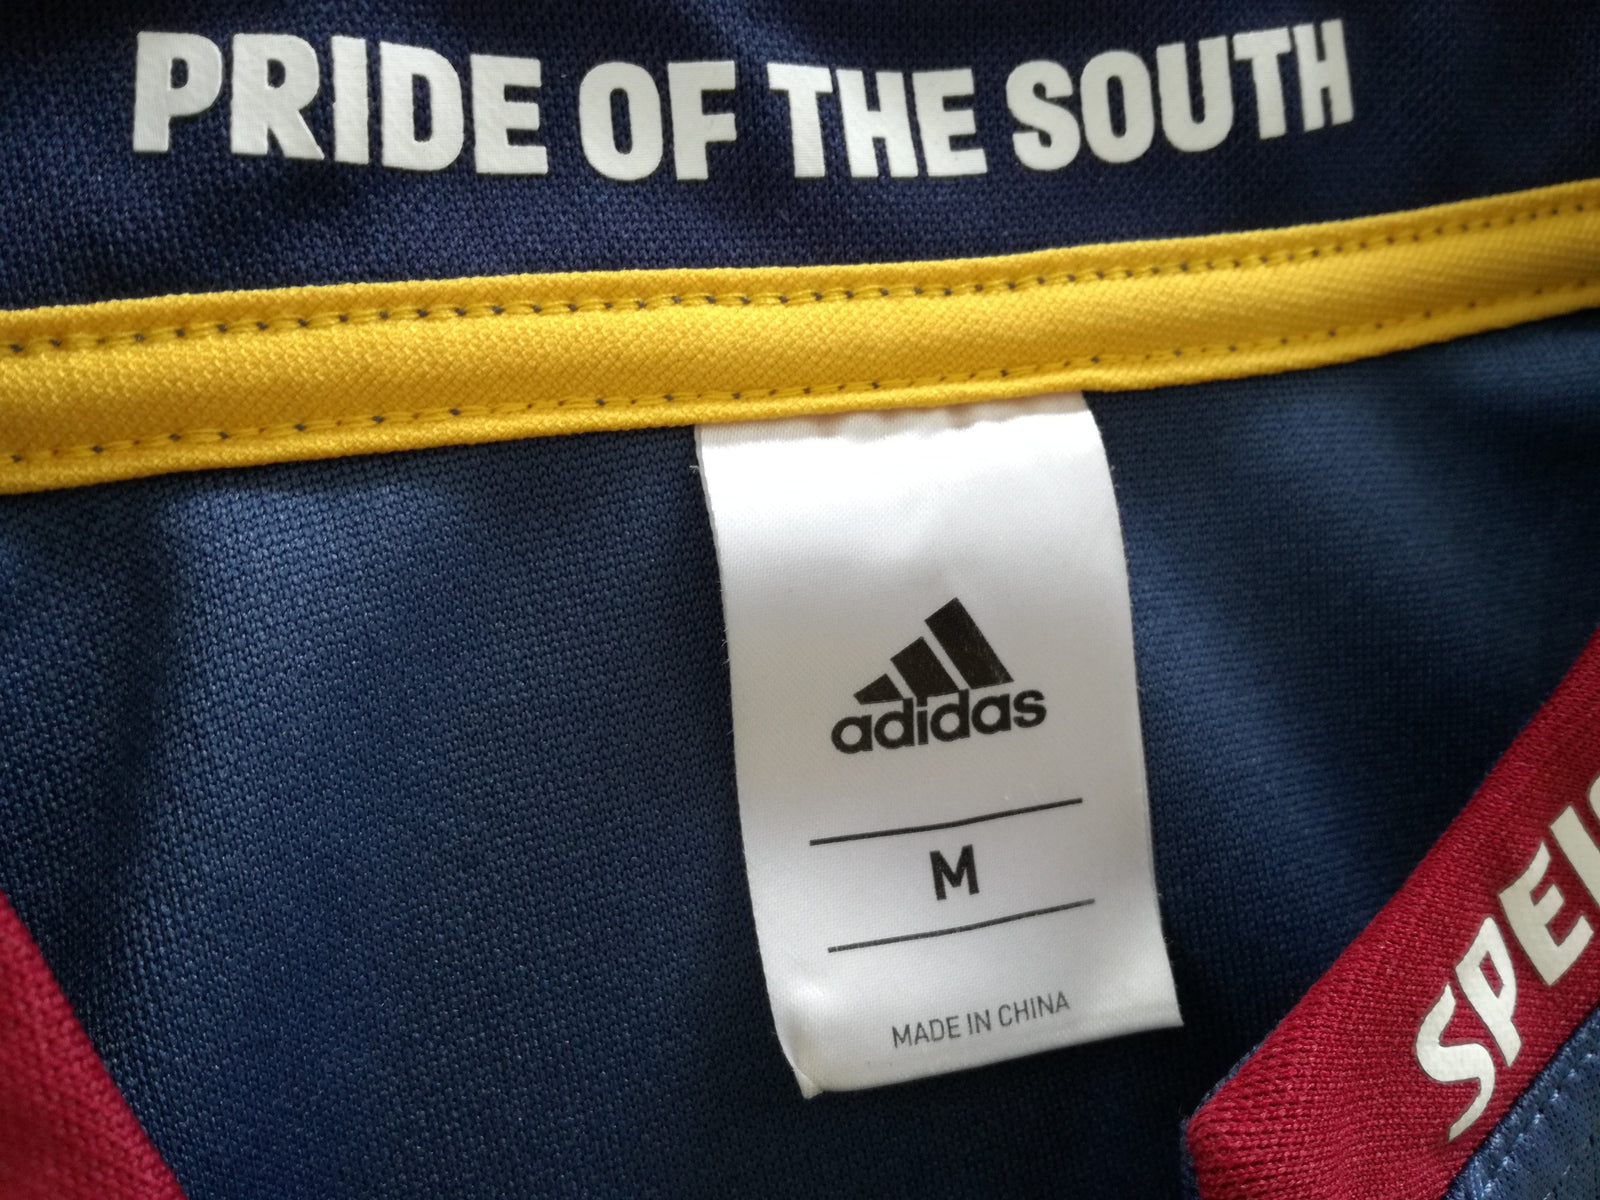 PRIDE OF THE SOUTH
adidas
M
MADE IN CHINA